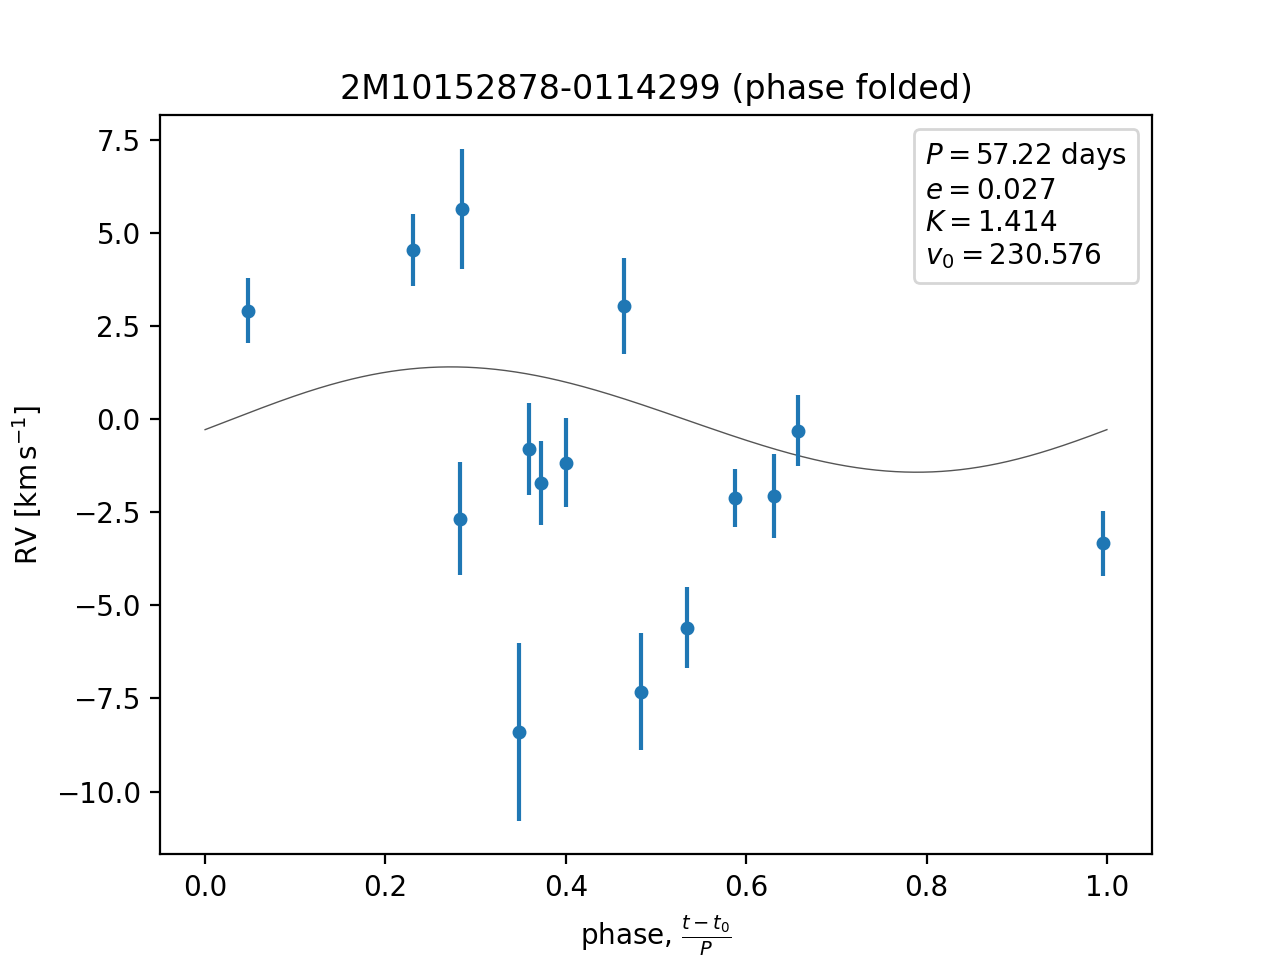 2M10152878-0114299 (phase folded)
P = 57.22 days
e = 0.027
K = 1.414
v₀ = 230.576
7.5
5.0
2.5
0.0
−2.5
−5.0
−7.5
−10.0
RV [km s⁻¹]
0.0 0.2 0.4 0.6 0.8 1.0
phase, (t − t₀)/P